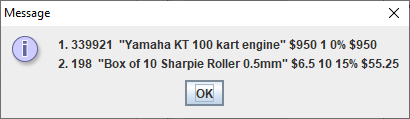 Message
1. 339921 "Yamaha KT 100 kart engine" $950 1 0% $950
2. 198 "Box of 10 Sharpie Roller 0.5mm" $6.5 10 15% $55.25
OK